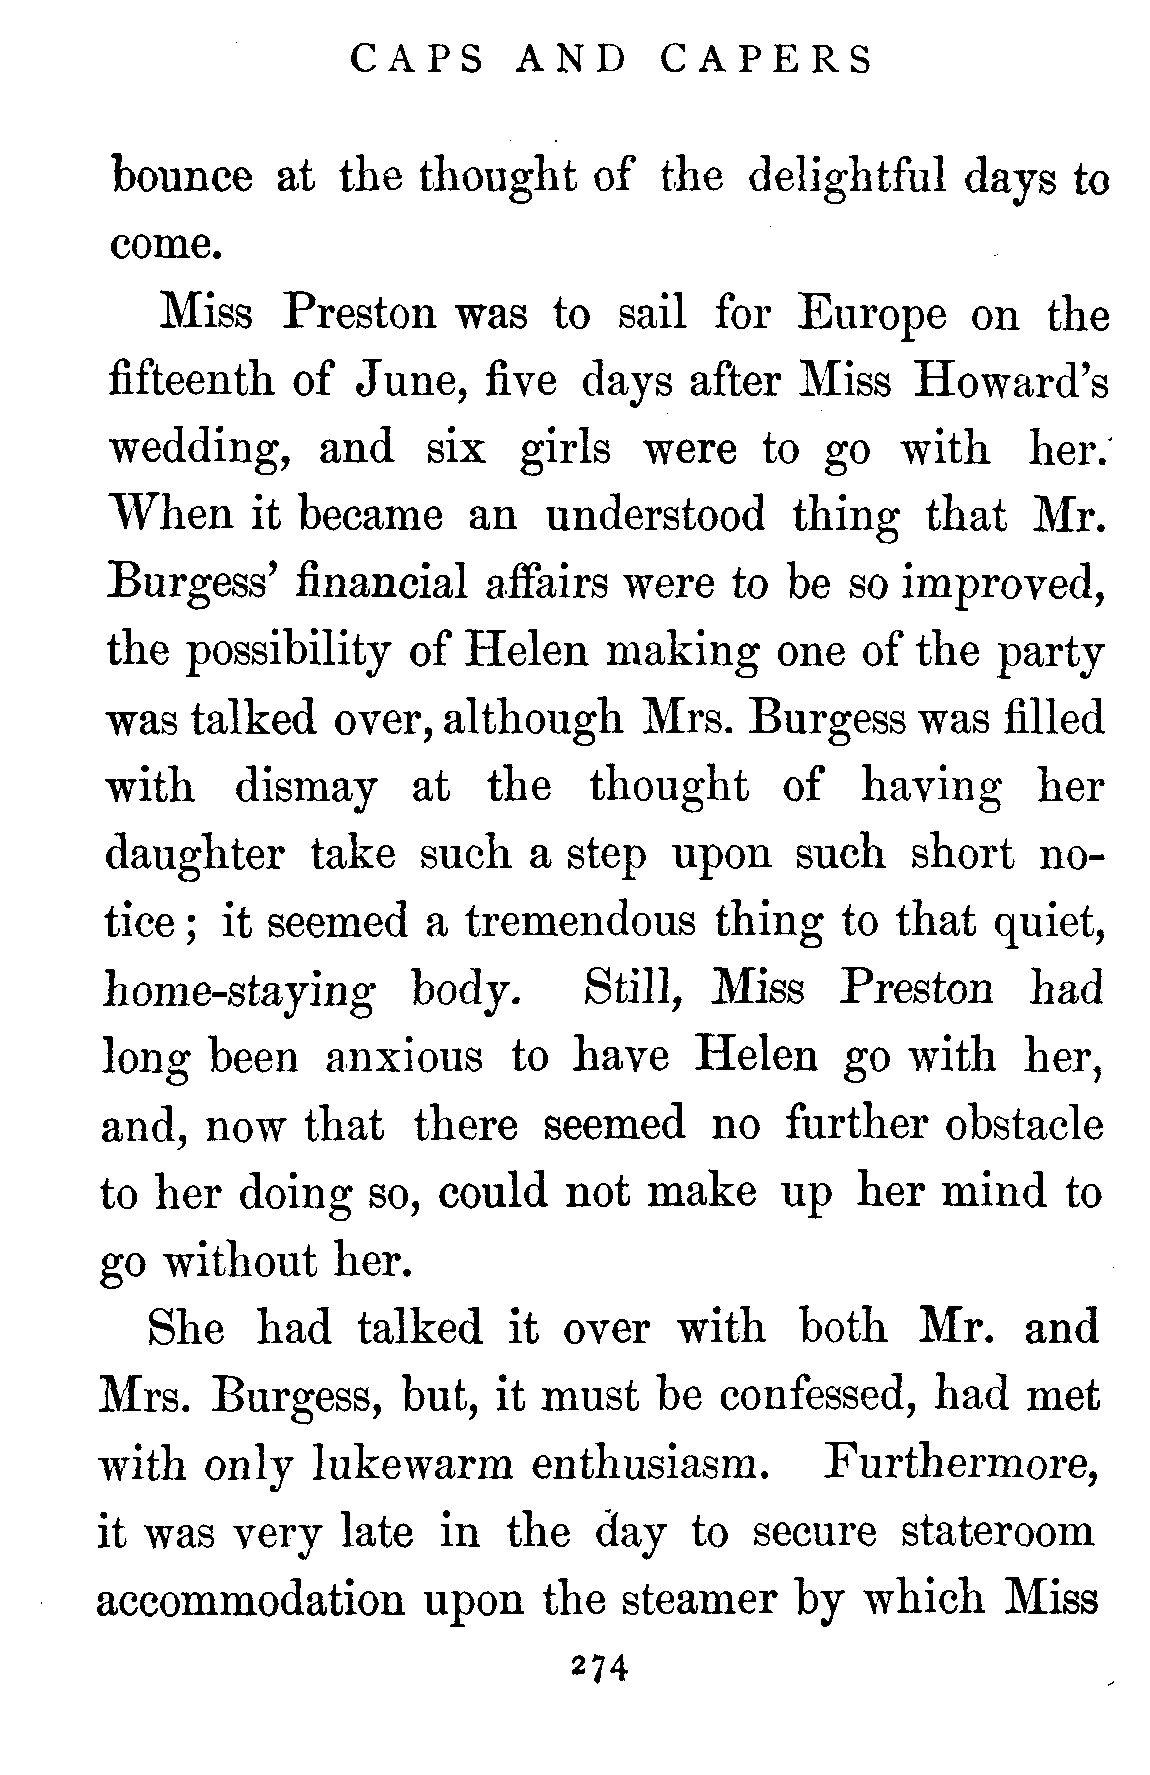 CAPS AND CAPERS
bounce at the thought of the delightful days to
come.
Miss Preston was to sail for Europe on the
fifteenth of June, five days after Miss Howard's
wedding, and six girls were to go with her.
When it became an understood thing that Mr.
Burgess' financial affairs were to be so improved,
the possibility of Helen making one of the party
was talked over, although Mrs. Burgess was filled
with dismay at the thought of having her
daughter take such a step upon such short no-
tice; it seemed a tremendous thing to that quiet,
home-staying body. Still, Miss Preston had
long been anxious to have Helen go with her,
and, now that there seemed no further obstacle
to her doing so, could not make up her mind to
go without her.
She had talked it over with both Mr. and
Mrs. Burgess, but, it must be confessed, had met
with only lukewarm enthusiasm. Furthermore,
it was very late in the day to secure stateroom
accommodation upon the steamer by which Miss
274